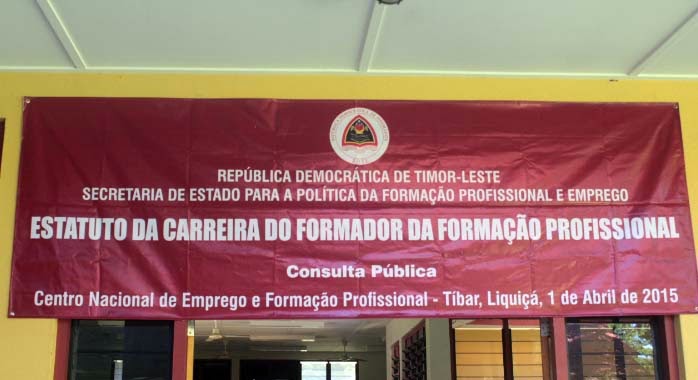 REPÚBLICA DEMOCRÁTICA DE TIMOR-LESTE
SECRETARIA DE ESTADO PARA A POLÍTICA DA FORMAÇÃO PROFISSIONAL E EMPREGO
ESTATUTO DA CARREIRA DO FORMADOR DA FORMAÇÃO PROFISSIONAL
Consulta Pública
Centro Nacional de Emprego e Formação Profissional - Tíbar, Liquiçá, 1 de Abril de 2015